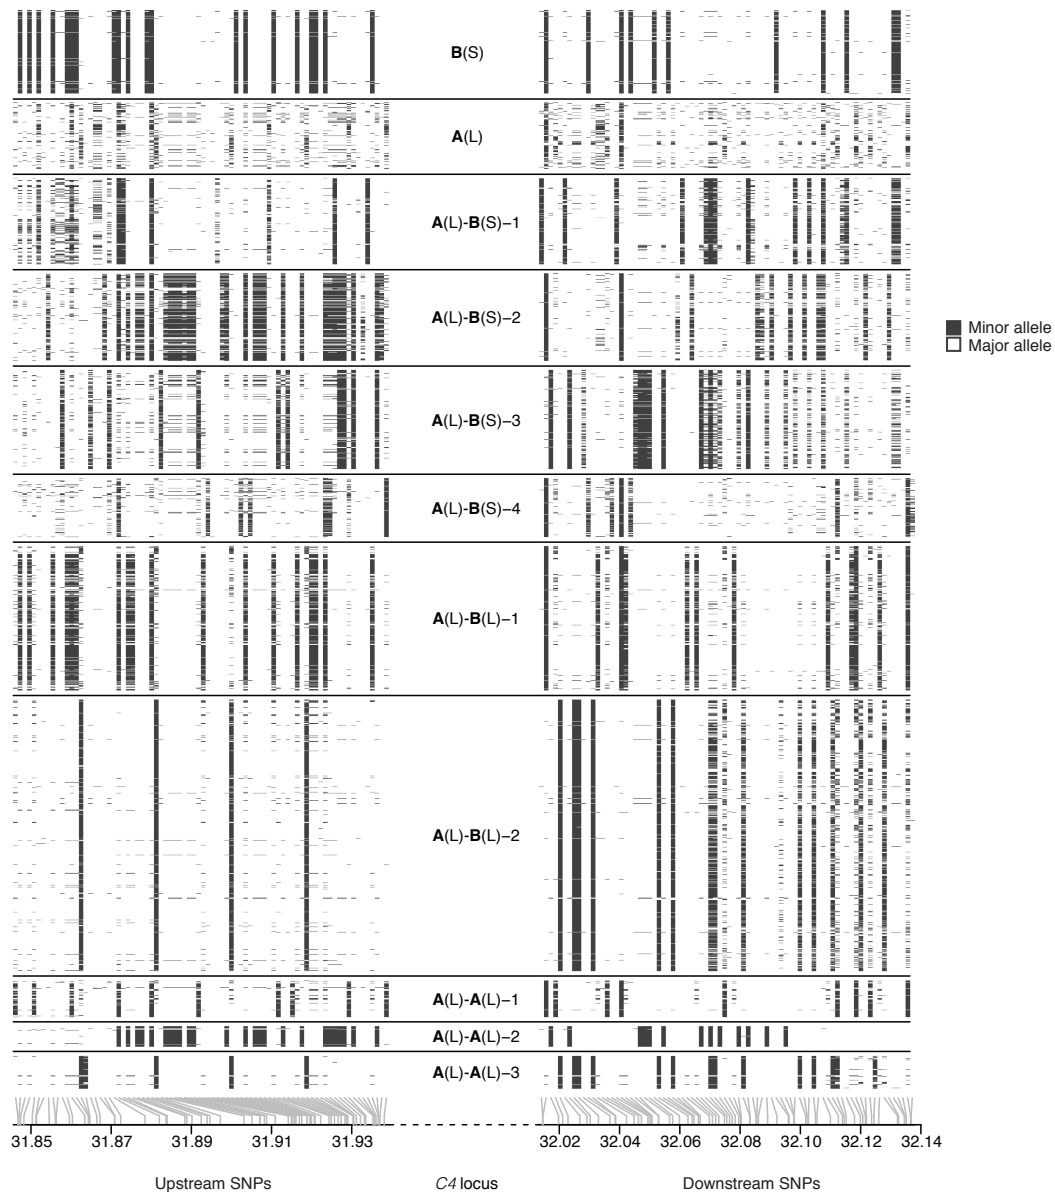 B(S)
A(L)
A(L)-B(S)−1
A(L)-B(S)−2
A(L)-B(S)−3
A(L)-B(S)−4
A(L)-B(L)−1
A(L)-B(L)−2
A(L)-A(L)−1
A(L)-A(L)−2
A(L)-A(L)−3
Minor allele
Major allele
31.85 31.87 31.89 31.91 31.93 32.02 32.04 32.06 32.08 32.10 32.12 32.14
Upstream SNPs C4 locus Downstream SNPs